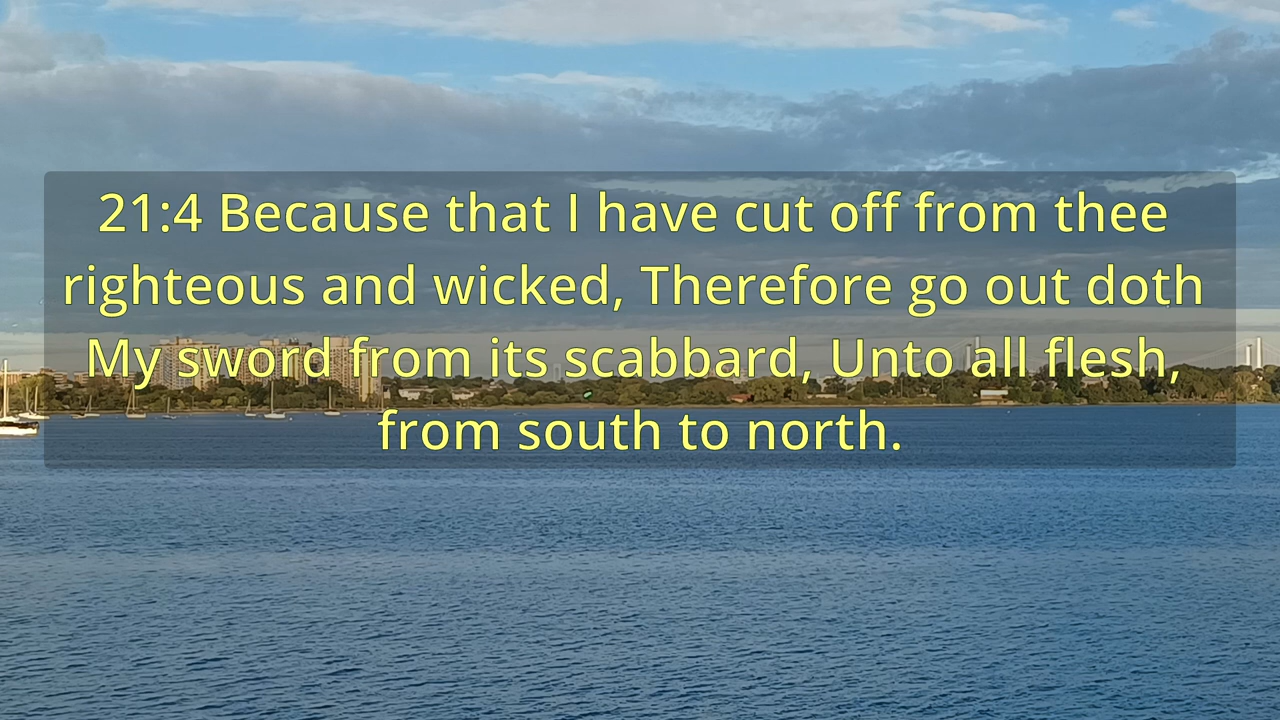 21:4 Because that I have cut off from thee
righteous and wicked, Therefore go out doth
My sword from its scabbard, Unto all flesh,
from south to north.